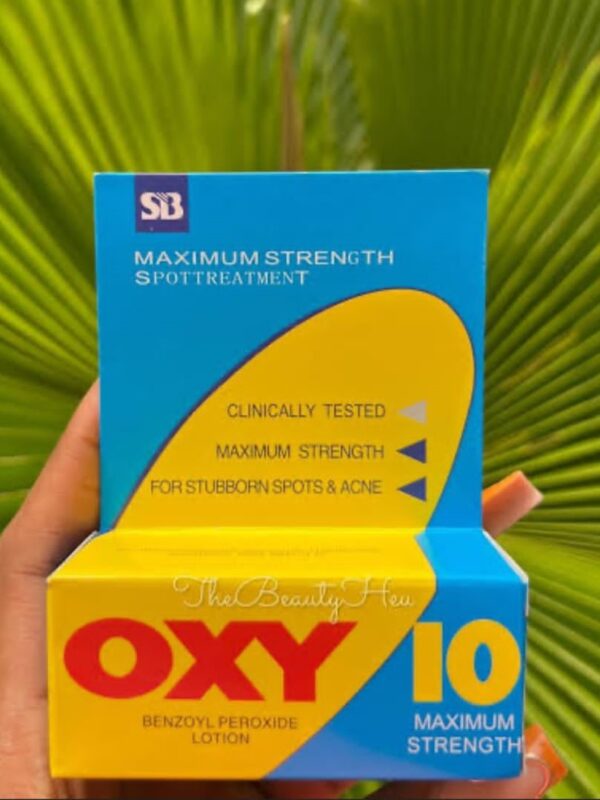 SB
MAXIMUM STRENGTH
SPOTTREATMENT
CLINICALLY TESTED
MAXIMUM STRENGTH
FOR STUBBORN SPOTS & ACNE
TheBeautyHeu
OXY 10
BENZOYL PEROXIDE
LOTION
MAXIMUM
STRENGTH